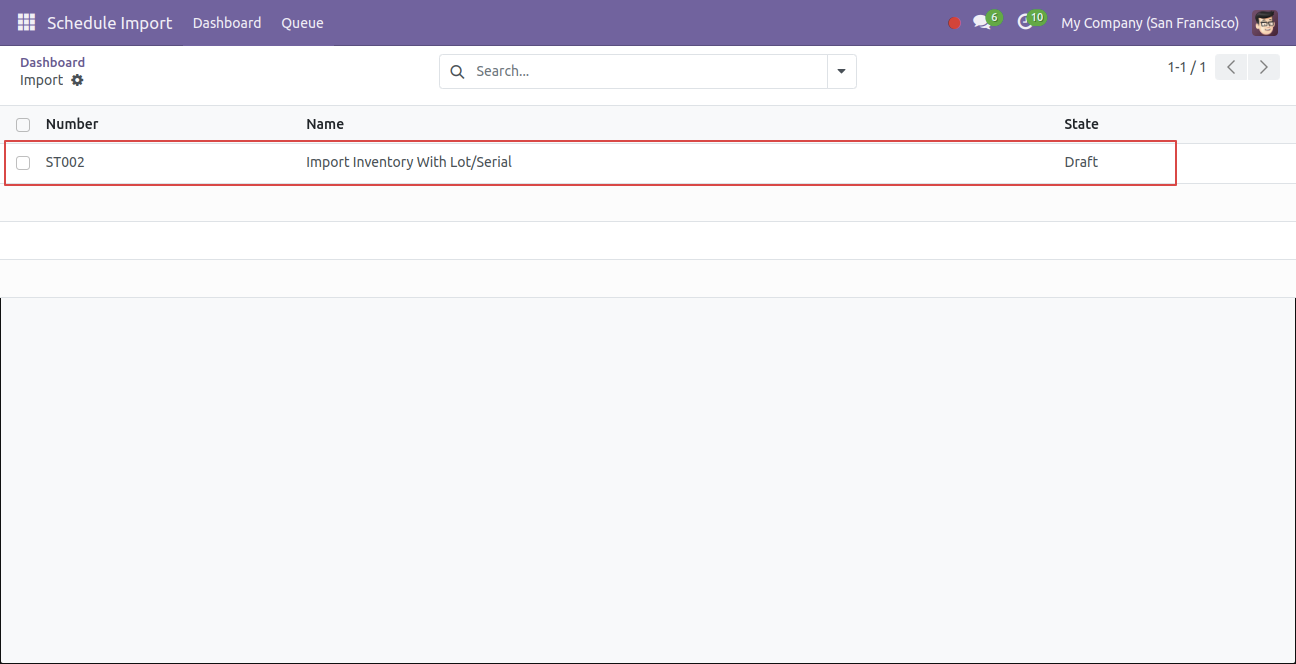 Schedule Import Dashboard Queue 6 10 My Company (San Francisco)
Dashboard
Import
Search...
1-1 / 1
Number Name State
ST002 Import Inventory With Lot/Serial Draft